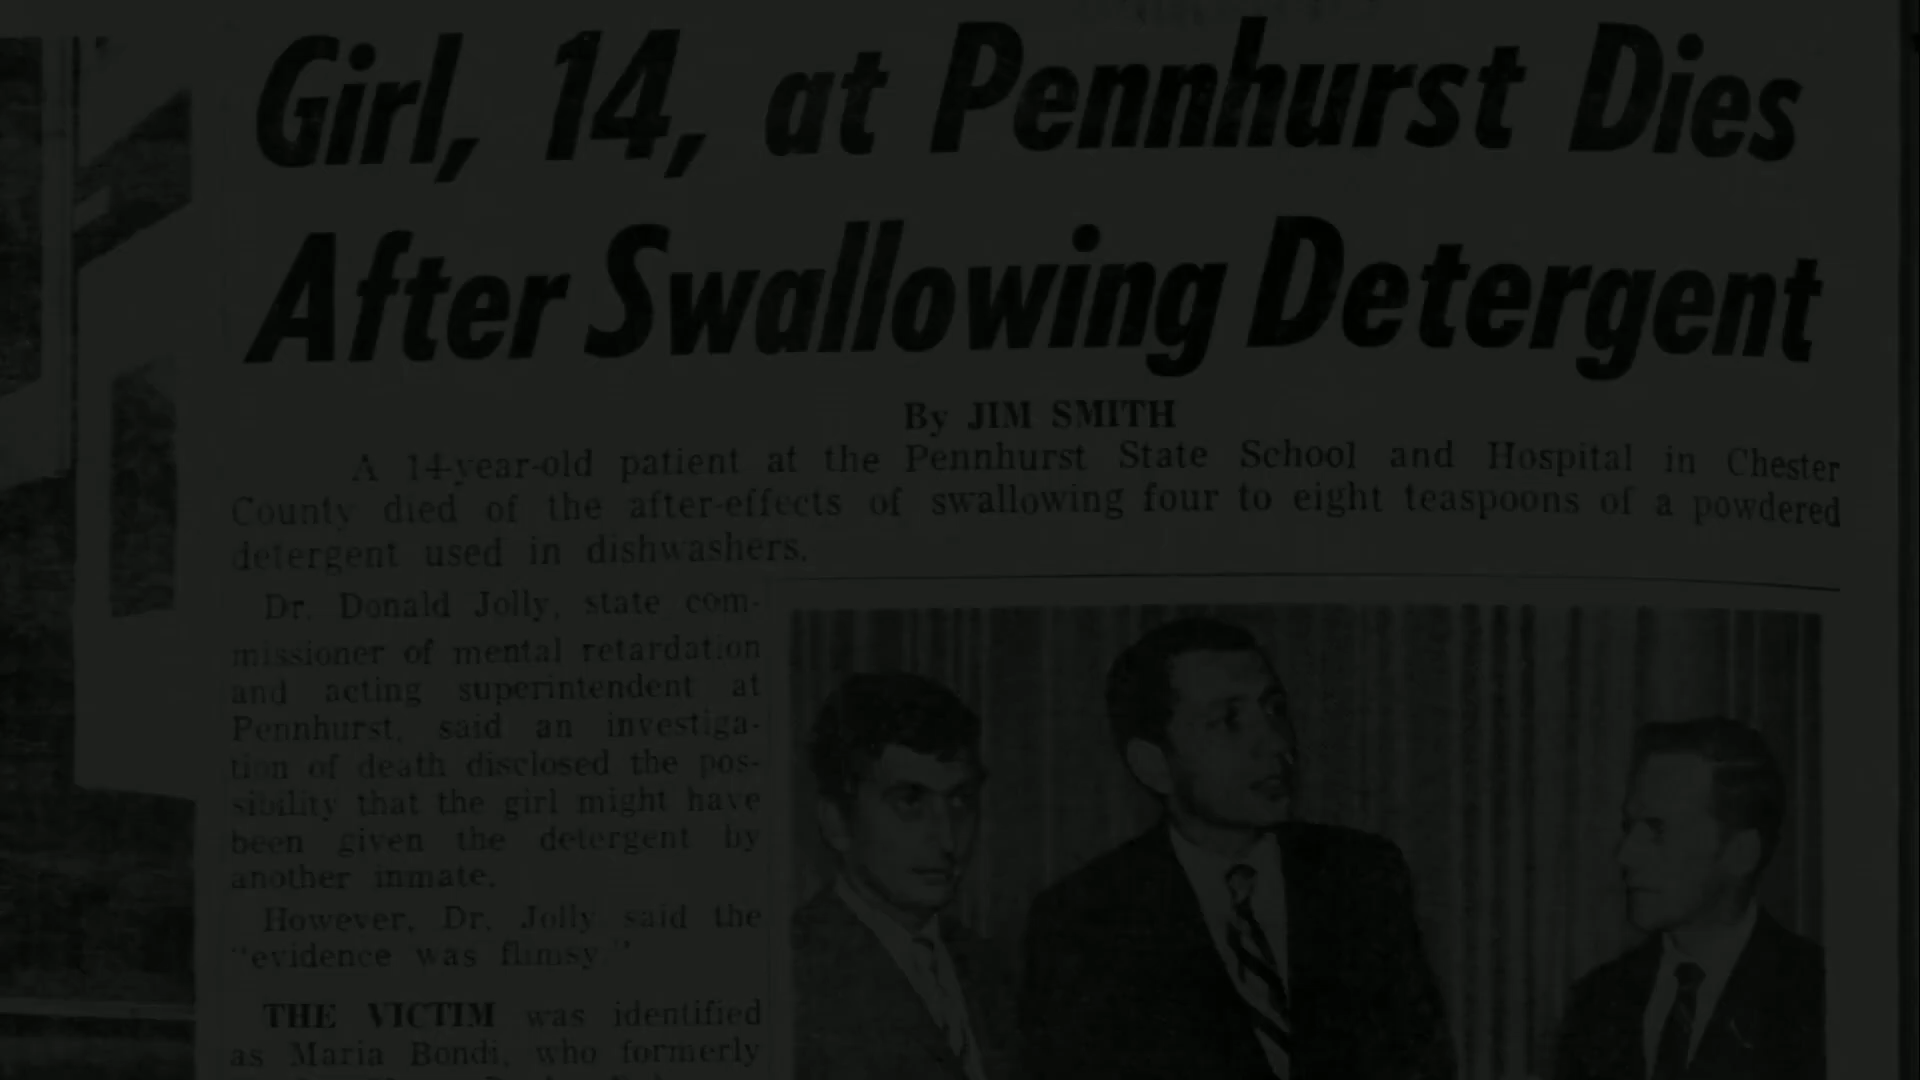 Girl, 14, at Pennhurst Dies
After Swallowing Detergent
By JIM SMITH
A 14-year-old patient at the Pennhurst State School and Hospital in Chester
County died of the after-effects of swallowing four to eight teaspoons of a powdered
detergent used in dishwashers.
Dr. Donald Jolly, state com-
missioner of mental retardation
and acting superintendent at
Pennhurst, said an investiga-
tion of death disclosed the pos-
sibility that the girl might have
been given the detergent by
another inmate.
However, Dr. Jolly said the
"evidence was flimsy."
THE VICTIM was identified
as Maria Bondi, who formerly